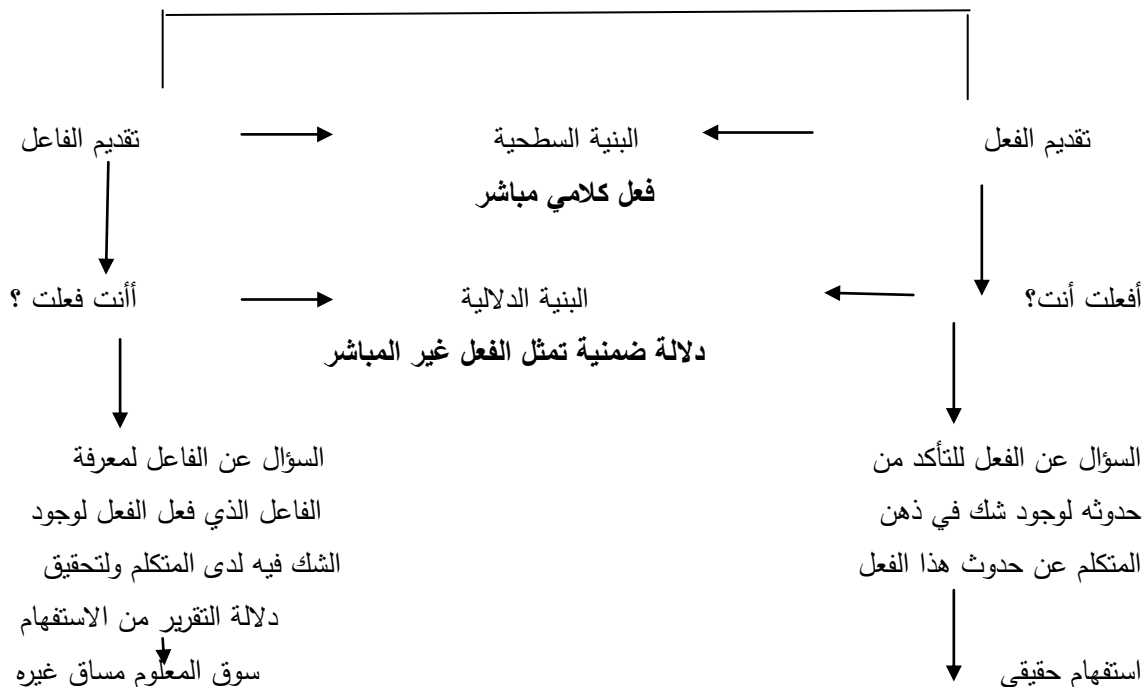 تقديم الفعل
البنية السطحية
تقديم الفاعل
فعل كلامي مباشر
أفعلت أنت؟
البنية الدلالية
أأنت فعلت ؟
دلالة ضمنية تمثل الفعل غير المباشر
السؤال عن الفعل للتأكد من
حدوثه لوجود شك في ذهن
المتكلم عن حدوث هذا الفعل
استفهام حقيقي
السؤال عن الفاعل لمعرفة
الفاعل الذي فعل الفعل لوجود
الشك فيه لدى المتكلم ولتحقيق
دلالة التقرير من الاستفهام
سوق المعلوم مساق غيره